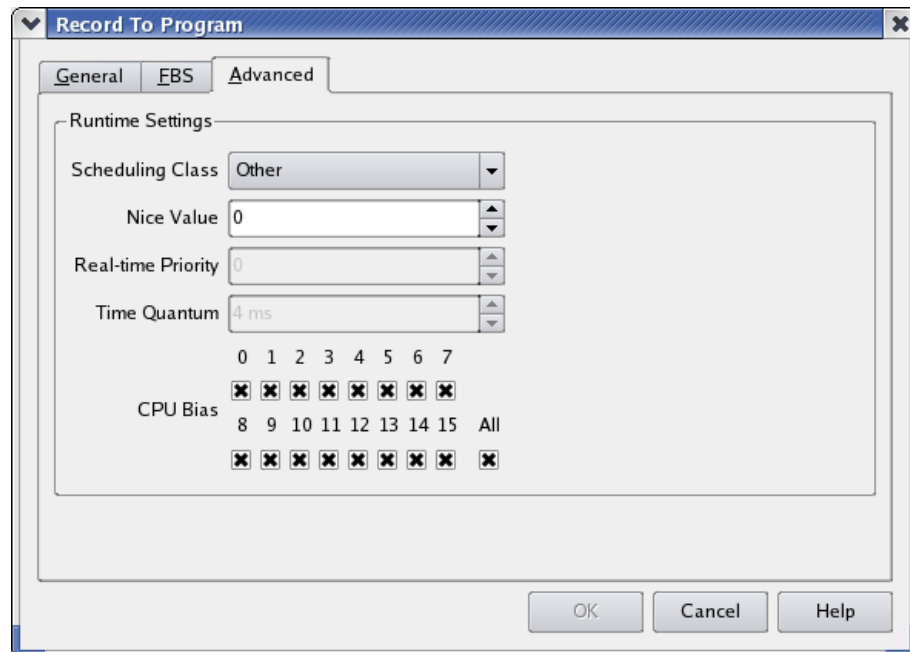 Record To Program
General FBS Advanced
Runtime Settings
Scheduling Class Other
Nice Value 0
Real-time Priority 0
Time Quantum 4 ms
0 1 2 3 4 5 6 7
CPU Bias
8 9 10 11 12 13 14 15 All
OK Cancel Help